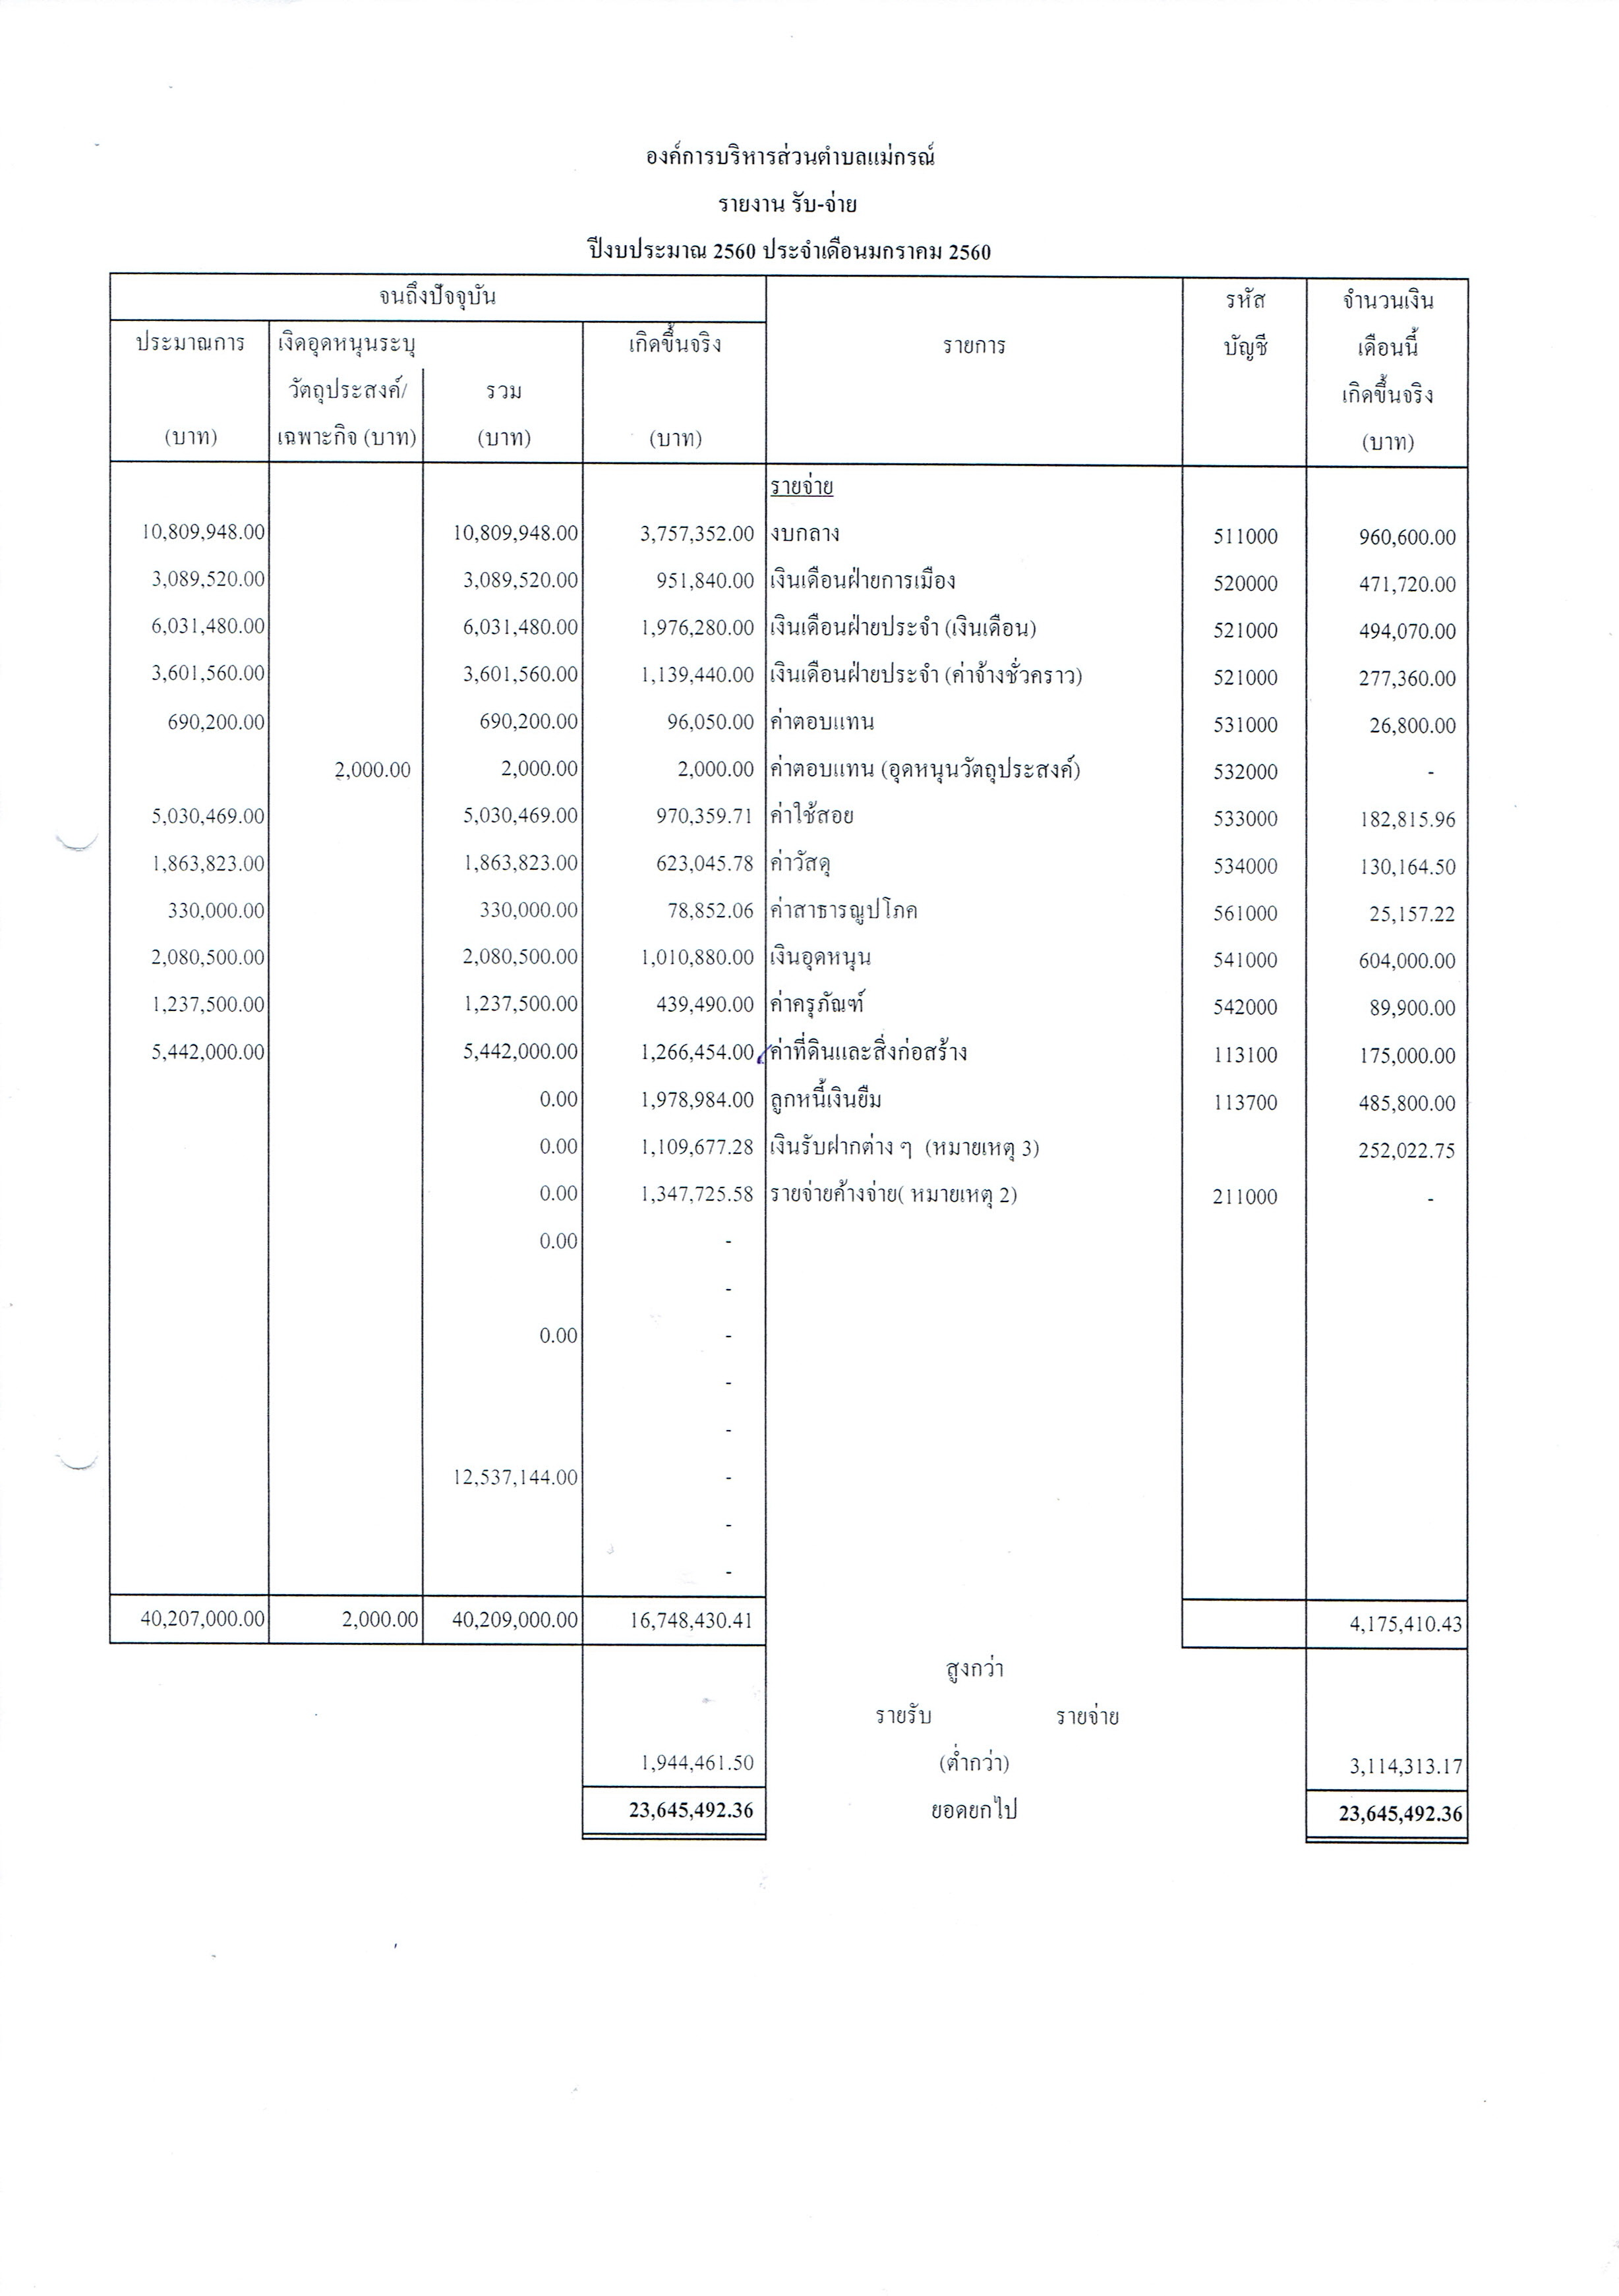 องค์การบริหารส่วนตำบลแม่กรณ์
รายงาน รับ-จ่าย
ปีงบประมาณ 2560 ประจำเดือนมกราคม 2560
จนถึงปัจจุบัน รหัส จำนวนเงิน
ประมาณการ เงิดอุดหนุนระบุ เกิดขึ้นจริง รายการ บัญชี เดือนนี้
วัตถุประสงค์/ รวม เกิดขึ้นจริง
(บาท) เฉพาะกิจ (บาท) (บาท) (บาท) (บาท)
รายจ่าย
10,809,948.00 10,809,948.00 3,757,352.00 งบกลาง 511000 960,600.00
3,089,520.00 3,089,520.00 951,840.00 เงินเดือนฝ่ายการเมือง 520000 471,720.00
6,031,480.00 6,031,480.00 1,976,280.00 เงินเดือนฝ่ายประจำ (เงินเดือน) 521000 494,070.00
3,601,560.00 3,601,560.00 1,139,440.00 เงินเดือนฝ่ายประจำ (ค่าจ้างชั่วคราว) 521000 277,360.00
690,200.00 690,200.00 96,050.00 ค่าตอบแทน 531000 26,800.00
2,000.00 2,000.00 2,000.00 ค่าตอบแทน (อุดหนุนวัตถุประสงค์) 532000 -
5,030,469.00 5,030,469.00 970,359.71 ค่าใช้สอย 533000 182,815.96
1,863,823.00 1,863,823.00 623,045.78 ค่าวัสดุ 534000 130,164.50
330,000.00 330,000.00 78,852.06 ค่าสาธารณูปโภค 561000 25,157.22
2,080,500.00 2,080,500.00 1,010,880.00 เงินอุดหนุน 541000 604,000.00
1,237,500.00 1,237,500.00 439,490.00 ค่าครุภัณฑ์ 542000 89,900.00
5,442,000.00 5,442,000.00 1,266,454.00 ค่าที่ดินและสิ่งก่อสร้าง 113100 175,000.00
0.00 1,978,984.00 ลูกหนี้เงินยืม 113700 485,800.00
0.00 1,109,677.28 เงินรับฝากต่าง ๆ (หมายเหตุ 3) 252,022.75
0.00 1,347,725.58 รายจ่ายค้างจ่าย( หมายเหตุ 2) 211000 -
0.00 -
-
0.00 -
-
-
12,537,144.00 -
-
-
40,207,000.00 2,000.00 40,209,000.00 16,748,430.41 4,175,410.43
สูงกว่า
รายรับ รายจ่าย
1,944,461.50 (ต่ำกว่า) 3,114,313.17
23,645,492.36 ยอดยกไป 23,645,492.36